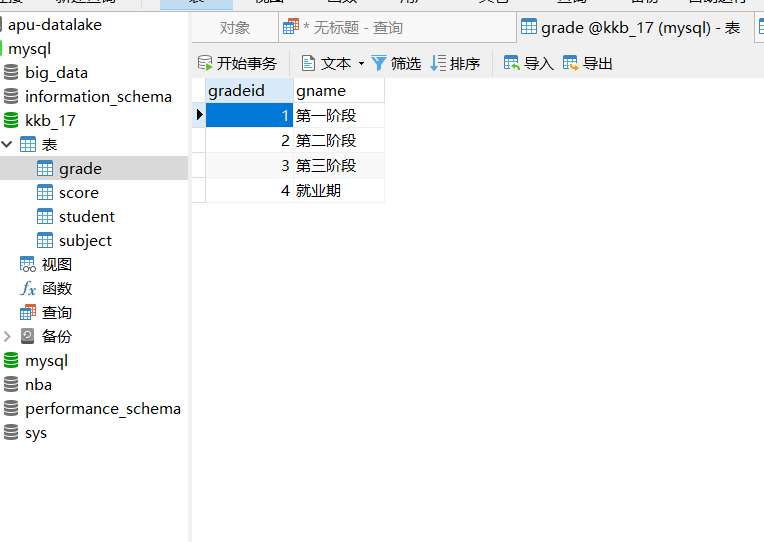 apu-datalake
mysql
big_data
information_schema
kkb_17
表
grade
score
student
subject
视图
函数
查询
备份
mysql
nba
performance_schema
sys
对象
* 无标题 - 查询
grade @kkb_17 (mysql) - 表
开始事务
文本
筛选
排序
导入
导出
gradeid gname
1 第一阶段
2 第二阶段
3 第三阶段
4 就业期